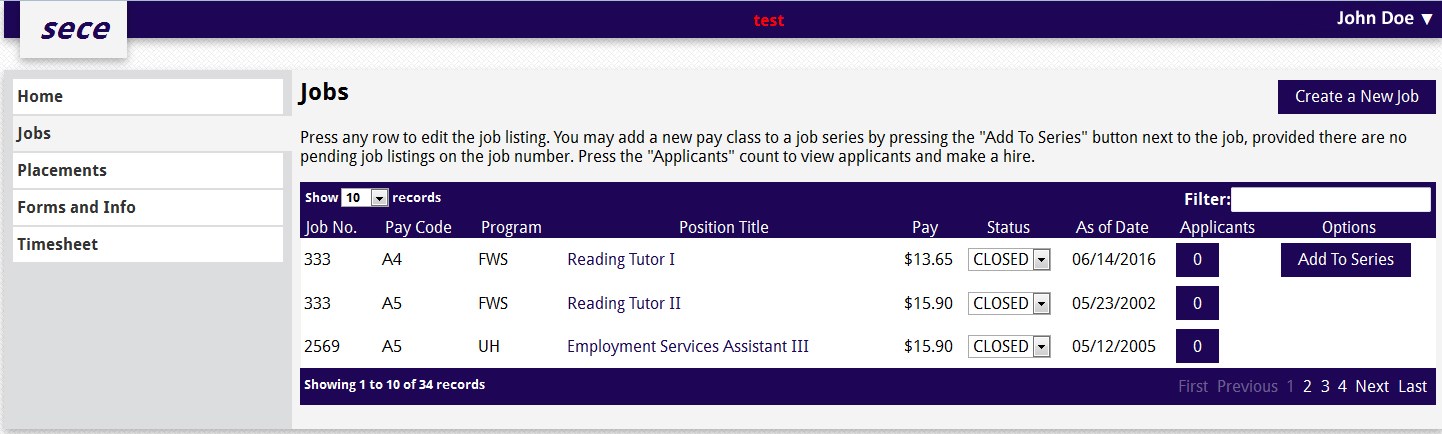 sece test John Doe ▼
Home
Jobs
Placements
Forms and Info
Timesheet
Jobs Create a New Job
Press any row to edit the job listing. You may add a new pay class to a job series by pressing the "Add To Series" button next to the job, provided there are no
pending job listings on the job number. Press the "Applicants" count to view applicants and make a hire.
Show 10 records Filter:
Job No. Pay Code Program Position Title Pay Status As of Date Applicants Options
333 A4 FWS Reading Tutor I $13.65 CLOSED 06/14/2016 0 Add To Series
333 A5 FWS Reading Tutor II $15.90 CLOSED 05/23/2002 0
2569 A5 UH Employment Services Assistant III $15.90 CLOSED 05/12/2005 0
Showing 1 to 10 of 34 records First Previous 1 2 3 4 Next Last